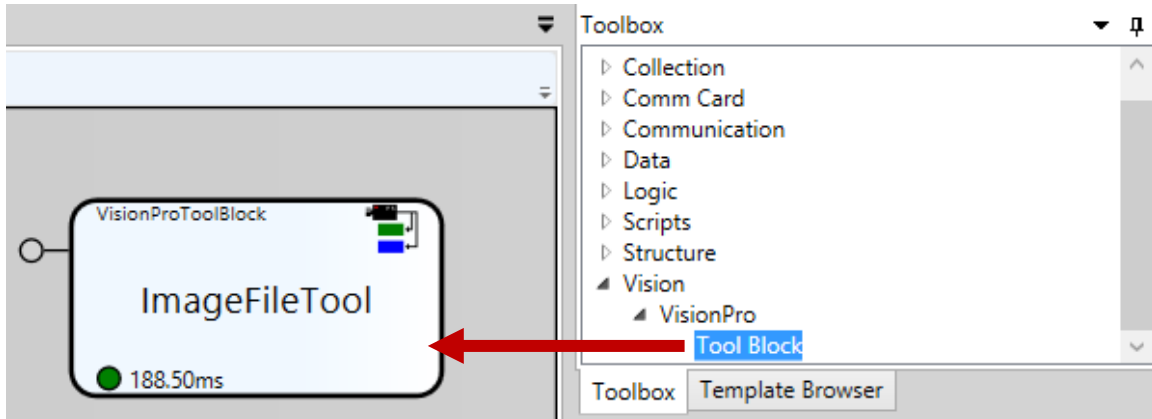 Toolbox
Collection
Comm Card
Communication
Data
Logic
Scripts
Structure
Vision
VisionPro
Tool Block
Toolbox
Template Browser
VisionProToolBlock
ImageFileTool
188.50ms